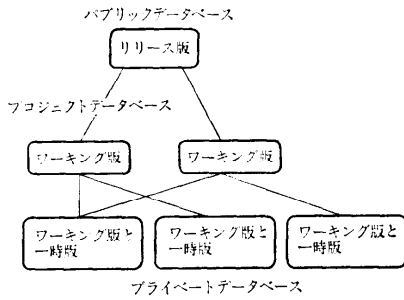 パブリックデータベース
リリース版
プロジェクトデータベース
ワーキング版
ワーキング版
ワーキング版と
一時版
ワーキング版と
一時版
ワーキング版と
一時版
プライベートデータベース